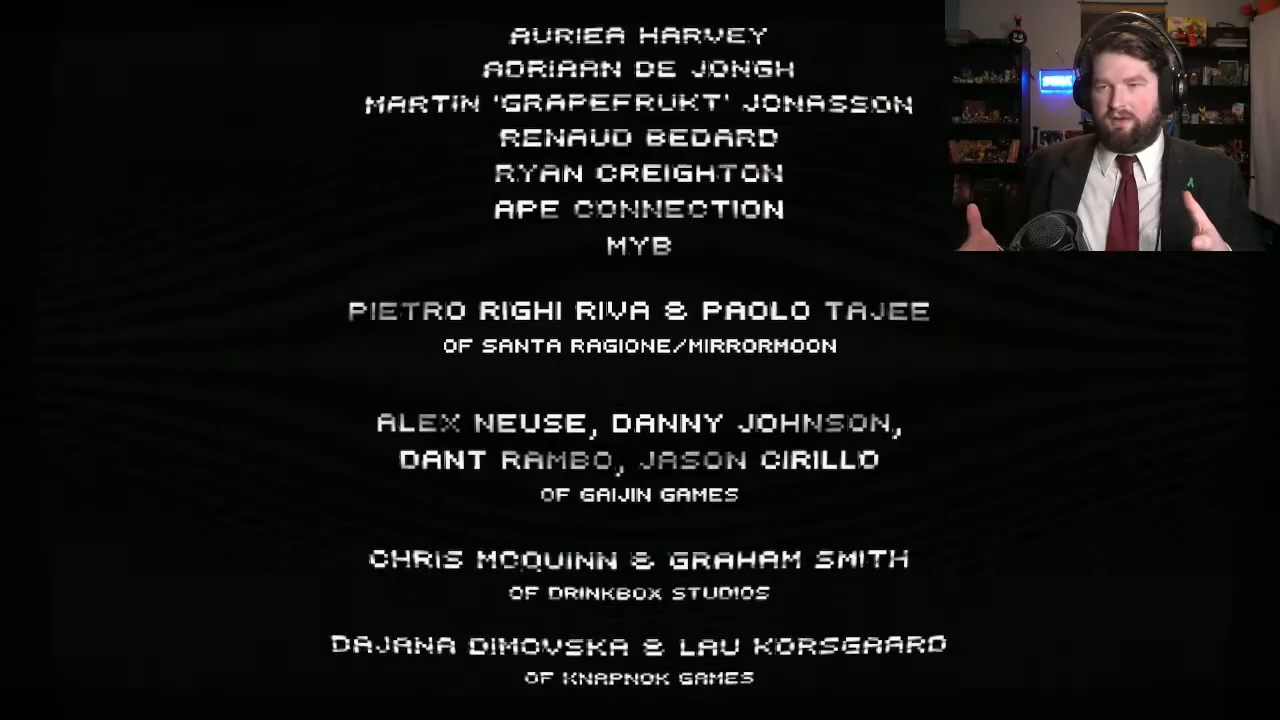 AURIEA HARVEY
ADRIAAN DE JONGH
MARTIN 'GRAPEFRUKT' JONASSON
RENAUD BEDARD
RYAN CREIGHTON
APE CONNECTION
MYB
PIETRO RIGHI RIVA & PAOLO TAJEE
OF SANTA RAGIONE/MIRRORMOON
ALEX NEUSE, DANNY JOHNSON,
DANT RAMBO, JASON CIRILLO
OF GAIJIN GAMES
CHRIS MCQUINN & GRAHAM SMITH
OF DRINKBOX STUDIOS
DAJANA DIMOVSKA & LAU KORSGAARD
OF KNAPNOK GAMES